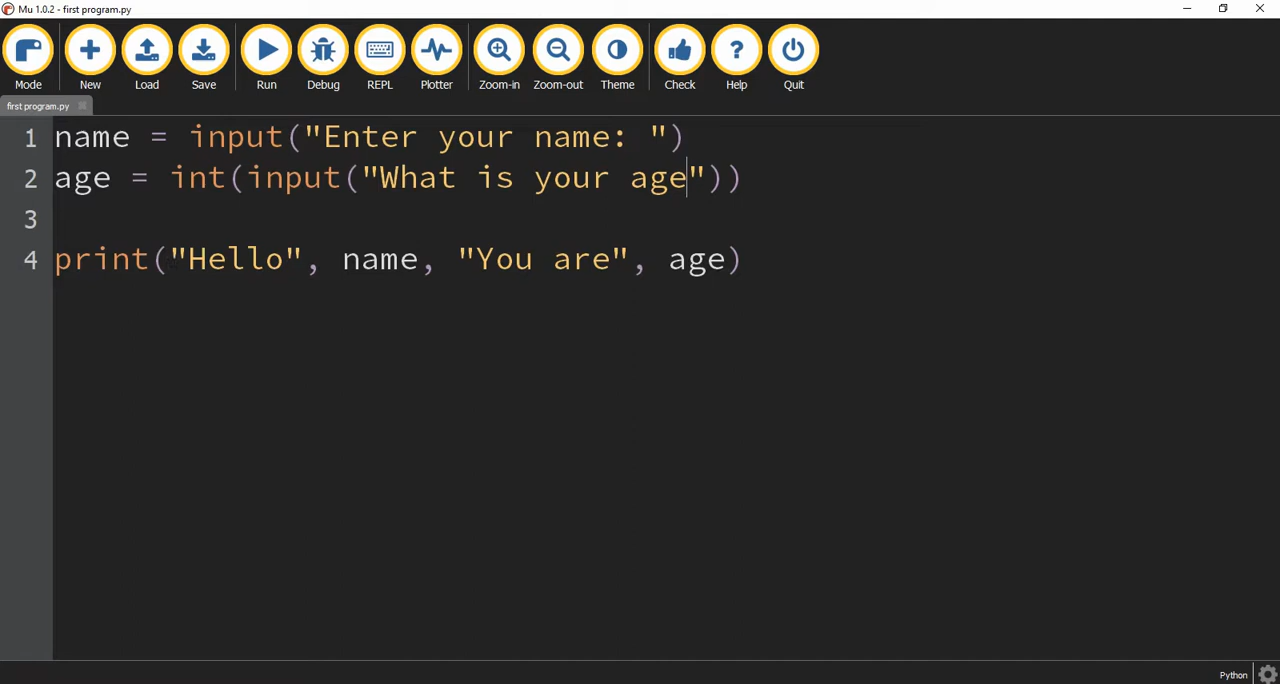 Mu 1.0.2 - first program.py
Mode New Load Save Run Debug REPL Plotter Zoom-in Zoom-out Theme Check Help Quit
first program.py
1 name = input("Enter your name: ")
2 age = int(input("What is your age"))
3
4 print("Hello", name, "You are", age)
Python